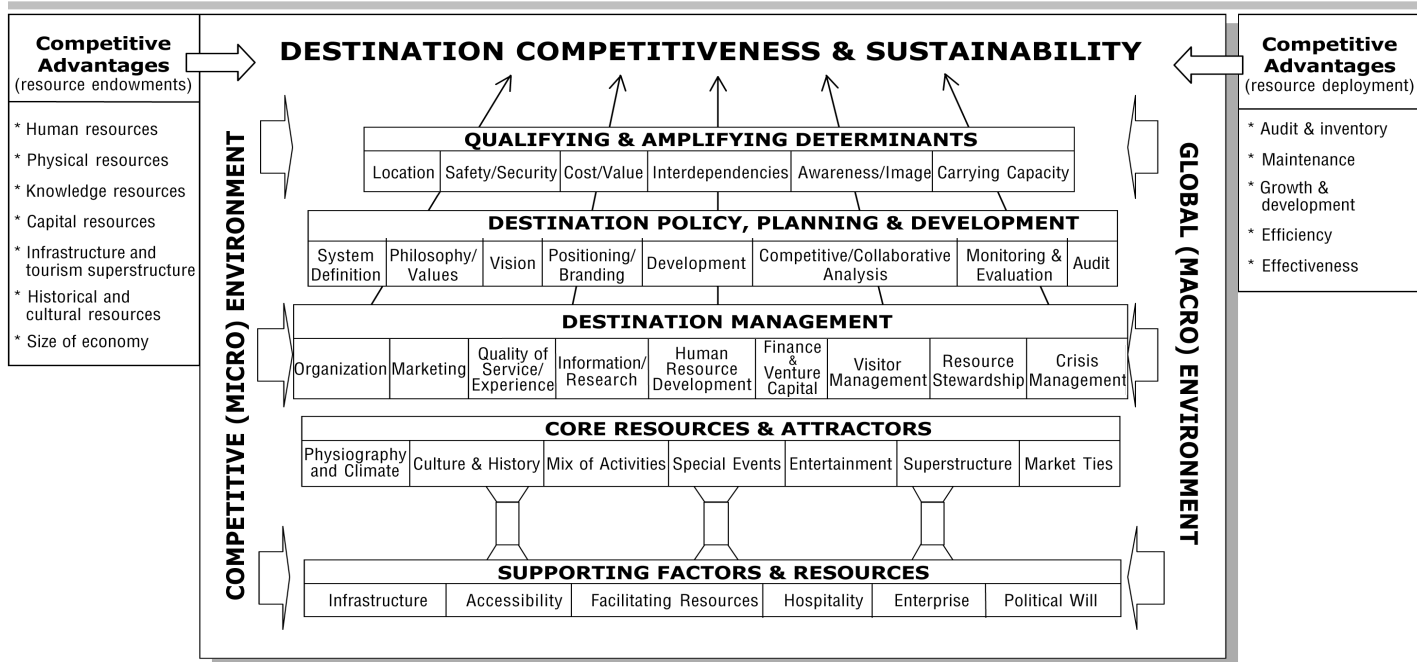 Competitive
Advantages
(resource endowments)
* Human resources
* Physical resources
* Knowledge resources
* Capital resources
* Infrastructure and
tourism superstructure
* Historical and
cultural resources
* Size of economy
COMPETITIVE (MICRO) ENVIRONMENT
DESTINATION COMPETITIVENESS & SUSTAINABILITY
QUALIFYING & AMPLIFYING DETERMINANTS
Location Safety/Security Cost/Value Interdependencies Awareness/Image Carrying Capacity
DESTINATION POLICY, PLANNING & DEVELOPMENT
System
Definition
Philosophy/
Values
Vision
Positioning/
Branding
Development
Competitive/Collaborative
Analysis
Monitoring &
Evaluation
Audit
DESTINATION MANAGEMENT
Organization
Marketing
Quality of
Service/
Experience
Information/
Research
Human
Resource
Development
Finance
&
Venture
Capital
Visitor
Management
Resource
Stewardship
Crisis
Management
CORE RESOURCES & ATTRACTORS
Physiography
and Climate
Culture & History
Mix of Activities
Special Events
Entertainment
Superstructure
Market Ties
SUPPORTING FACTORS & RESOURCES
Infrastructure Accessibility Facilitating Resources Hospitality Enterprise Political Will
GLOBAL (MACRO) ENVIRONMENT
Competitive
Advantages
(resource deployment)
* Audit & inventory
* Maintenance
* Growth &
development
* Efficiency
* Effectiveness